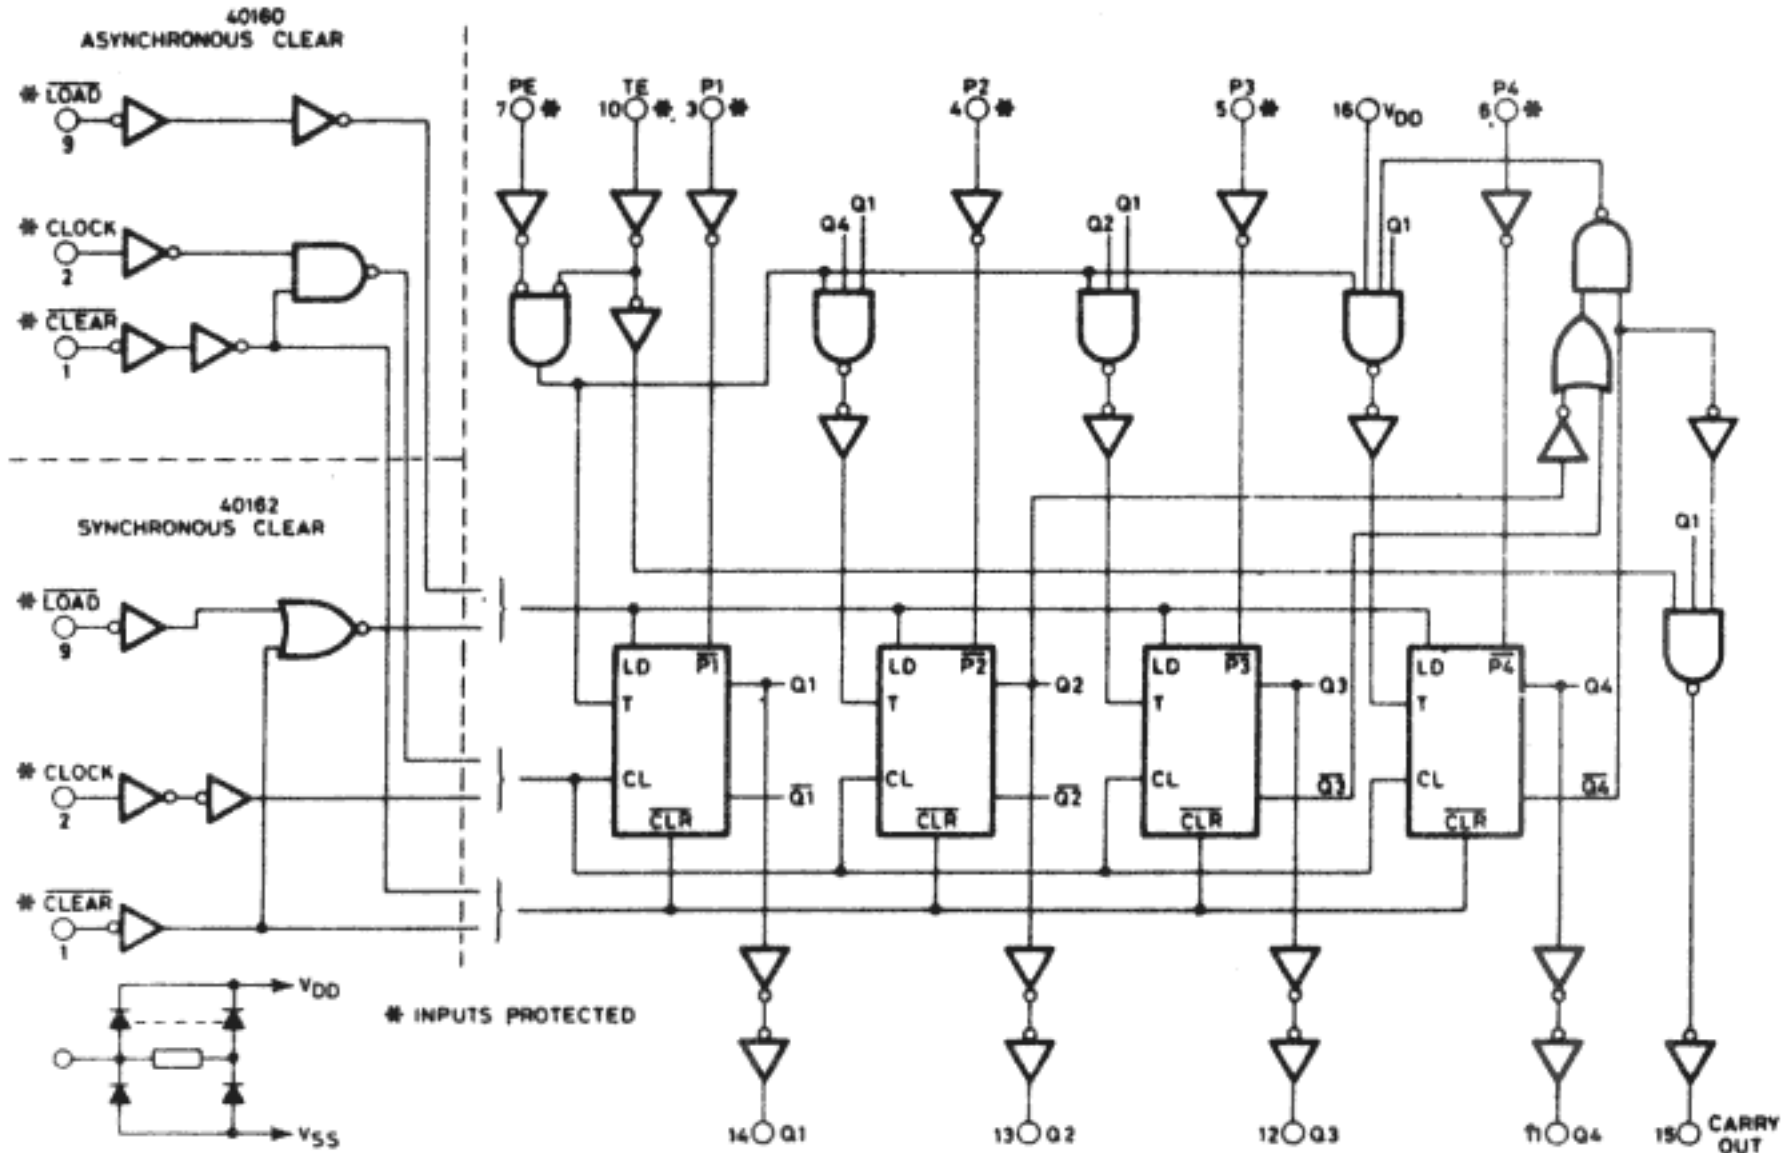 40160
ASYNCHRONOUS CLEAR
* LOAD
9
* CLOCK
2
* CLEAR
1
40162
SYNCHRONOUS CLEAR
* LOAD
9
* CLOCK
2
* CLEAR
1
VDD
VSS
* INPUTS PROTECTED
PE
7 *
TE
10 *
P1
3 *
P2
4 *
P3
5 *
16 VDD
P4
6 *
Q4 Q1
Q2 Q1
Q1
Q1
LD P1
T
CL
CLR
Q1
Q1
LD P2
T
CL
CLR
Q2
Q2
LD P3
T
CL
CLR
Q3
Q3
LD P4
T
CL
CLR
Q4
Q4
14 Q1
13 Q2
12 Q3
11 Q4
15 CARRY
OUT